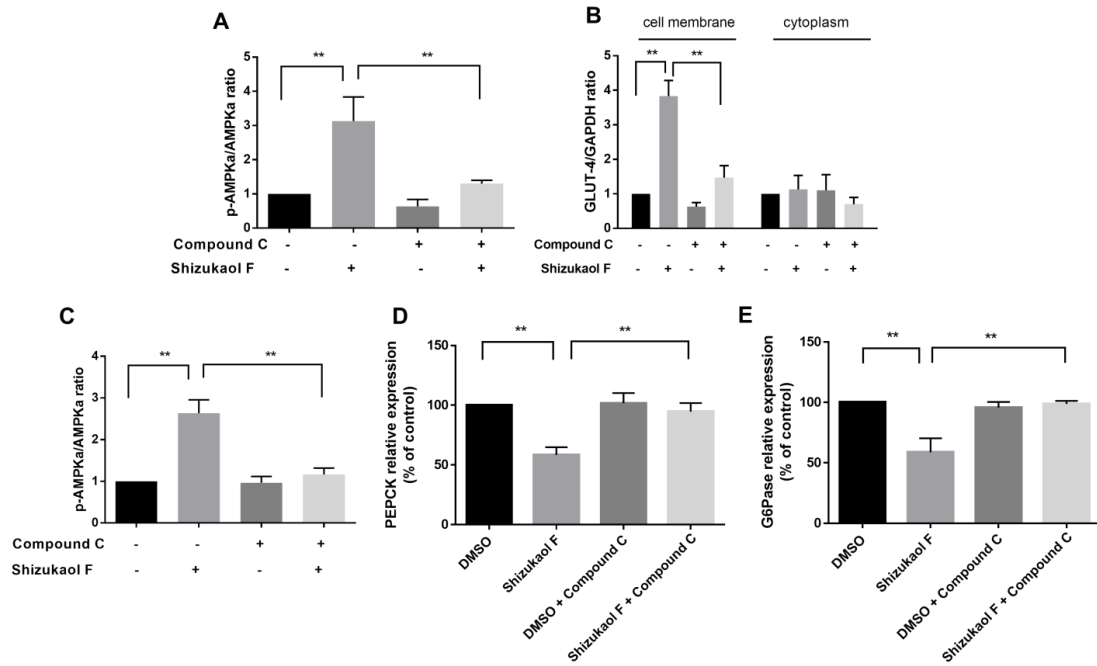 A
p-AMPKa/AMPKa ratio
5
4
3
2
1
0
** **
Compound C - - + +
Shizukaol F - + - +
B
cell membrane cytoplasm
GLUT-4/GAPDH ratio
5
4
3
2
1
0
** **
Compound C - - + + - - + +
Shizukaol F - + - + - + - +
C
p-AMPKa/AMPKa ratio
4
3
2
1
0
** **
Compound C - - + +
Shizukaol F - + - +
D
PEPCK relative expression
(% of control)
150
100
50
0
** **
DMSO
Shizukaol F
DMSO + Compound C
Shizukaol F + Compound C
E
G6Pase relative expression
(% of control)
150
100
50
0
** **
DMSO
Shizukaol F
DMSO + Compound C
Shizukaol F + Compound C